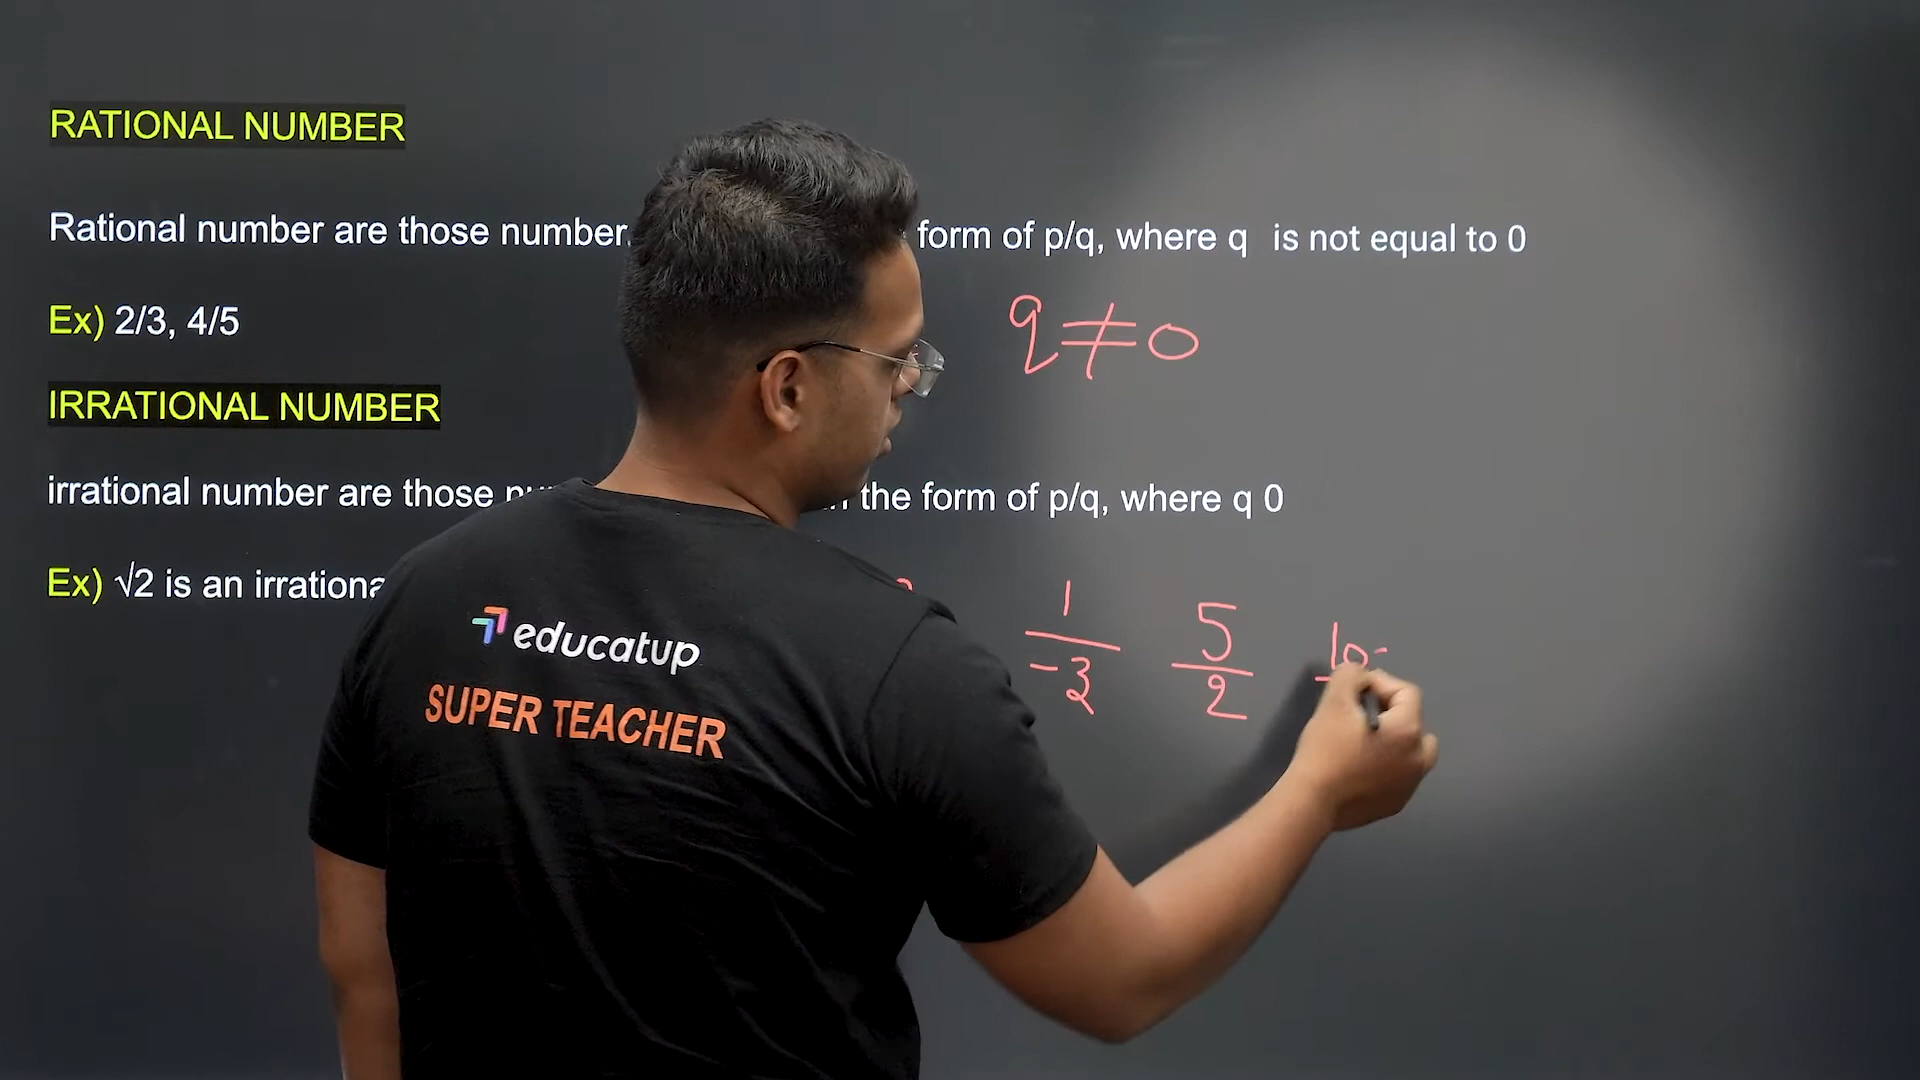 RATIONAL NUMBER
Rational number are those number form of p/q, where q is not equal to 0
Ex) 2/3, 4/5
q ≠ 0
IRRATIONAL NUMBER
irrational number are those the form of p/q, where q 0
Ex) √2 is an
1/-3 5/2
educatup
SUPER TEACHER